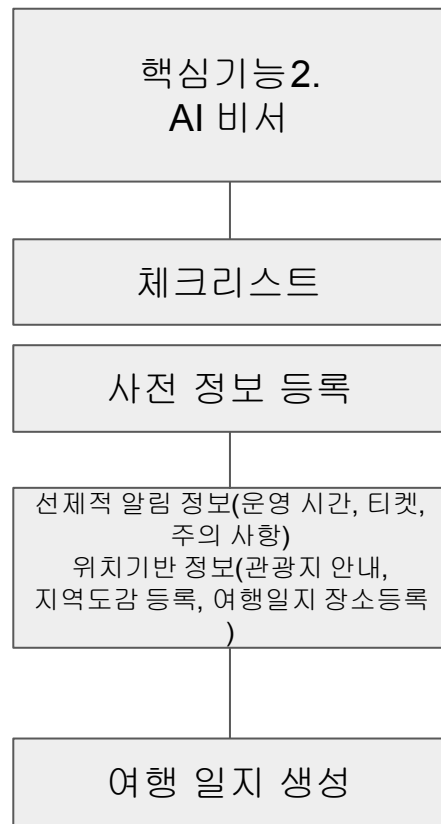 핵심기능2.
AI 비서
체크리스트
사전 정보 등록
선제적 알림 정보(운영 시간, 티켓,
주의 사항)
위치기반 정보(관광지 안내,
지역도감 등록, 여행일지 장소등록
)
여행 일지 생성